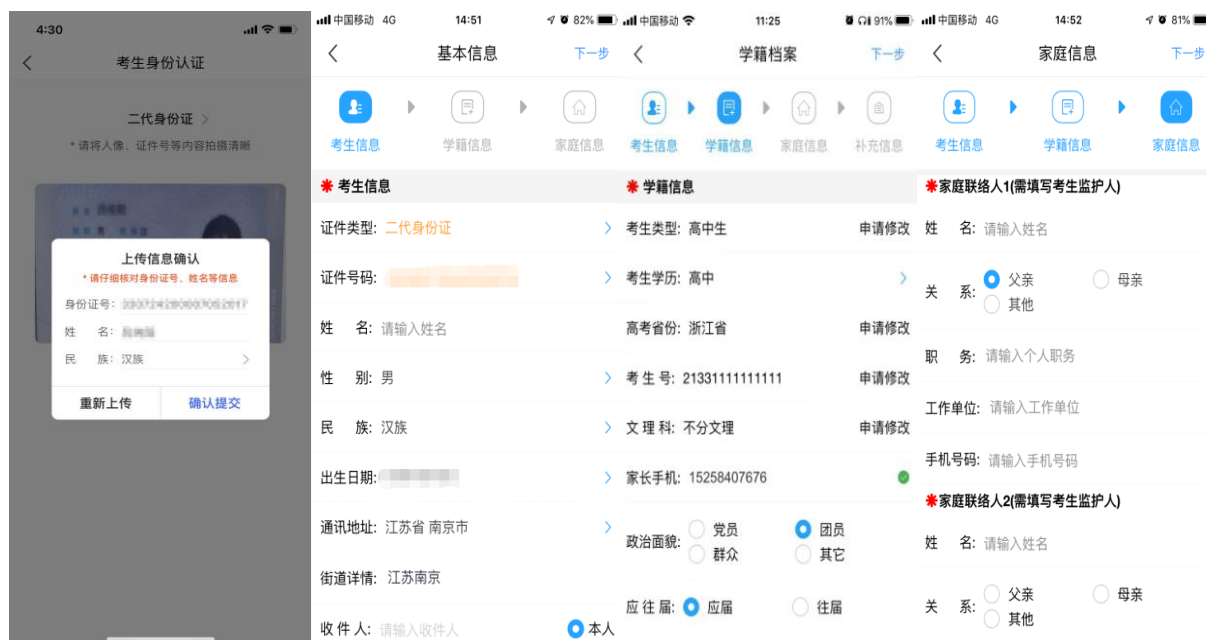 4:30
考生身份认证
二代身份证 >
*请将人像、证件号等内容拍摄清晰
上传信息确认
*请仔细核对身份证号、姓名等信息
身份证号:
姓 名:
民 族: 汉族
重新上传 确认提交
中国移动 4G 14:51 82%
基本信息 下一步
考生信息 学籍信息 家庭信息
* 考生信息
证件类型: 二代身份证
证件号码:
姓 名: 请输入姓名
性 别: 男
民 族: 汉族
出生日期:
通讯地址: 江苏省 南京市
街道详情: 江苏南京
收 件 人: 请输入收件人 本人
中国移动 11:25 91%
学籍档案 下一步
考生信息 学籍信息 家庭信息 补充信息
* 学籍信息
考生类型: 高中生 申请修改
考生学历: 高中
高考省份: 浙江省 申请修改
考 生 号: 21331111111111 申请修改
文 理 科: 不分文理 申请修改
家长手机: 15258407676
政治面貌: 党员 团员
群众 其它
应 往 届: 应届 往届
中国移动 4G 14:52 81%
家庭信息 下一步
考生信息 学籍信息 家庭信息
*家庭联络人1(需填写考生监护人)
姓 名: 请输入姓名
关 系: 父亲 母亲
其他
职 务: 请输入个人职务
工作单位: 请输入工作单位
手机号码: 请输入手机号码
*家庭联络人2(需填写考生监护人)
姓 名: 请输入姓名
关 系: 父亲 母亲
其他